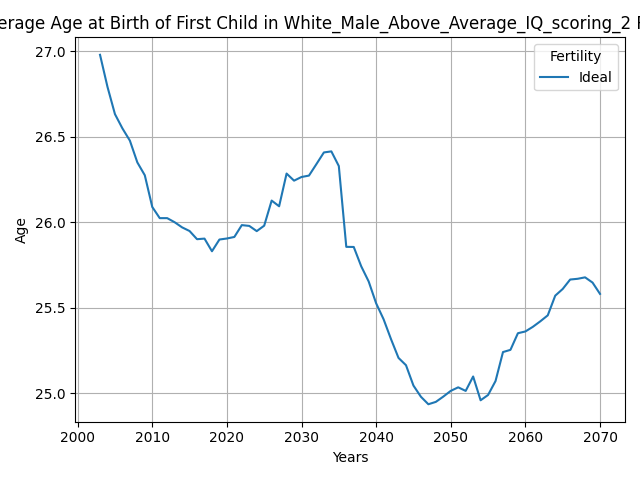 erage Age at Birth of First Child in White_Male_Above_Average_IQ_scoring_2
27.0
26.5
26.0
25.5
25.0
Age
Fertility
Ideal
2000 2010 2020 2030 2040 2050 2060 2070
Years